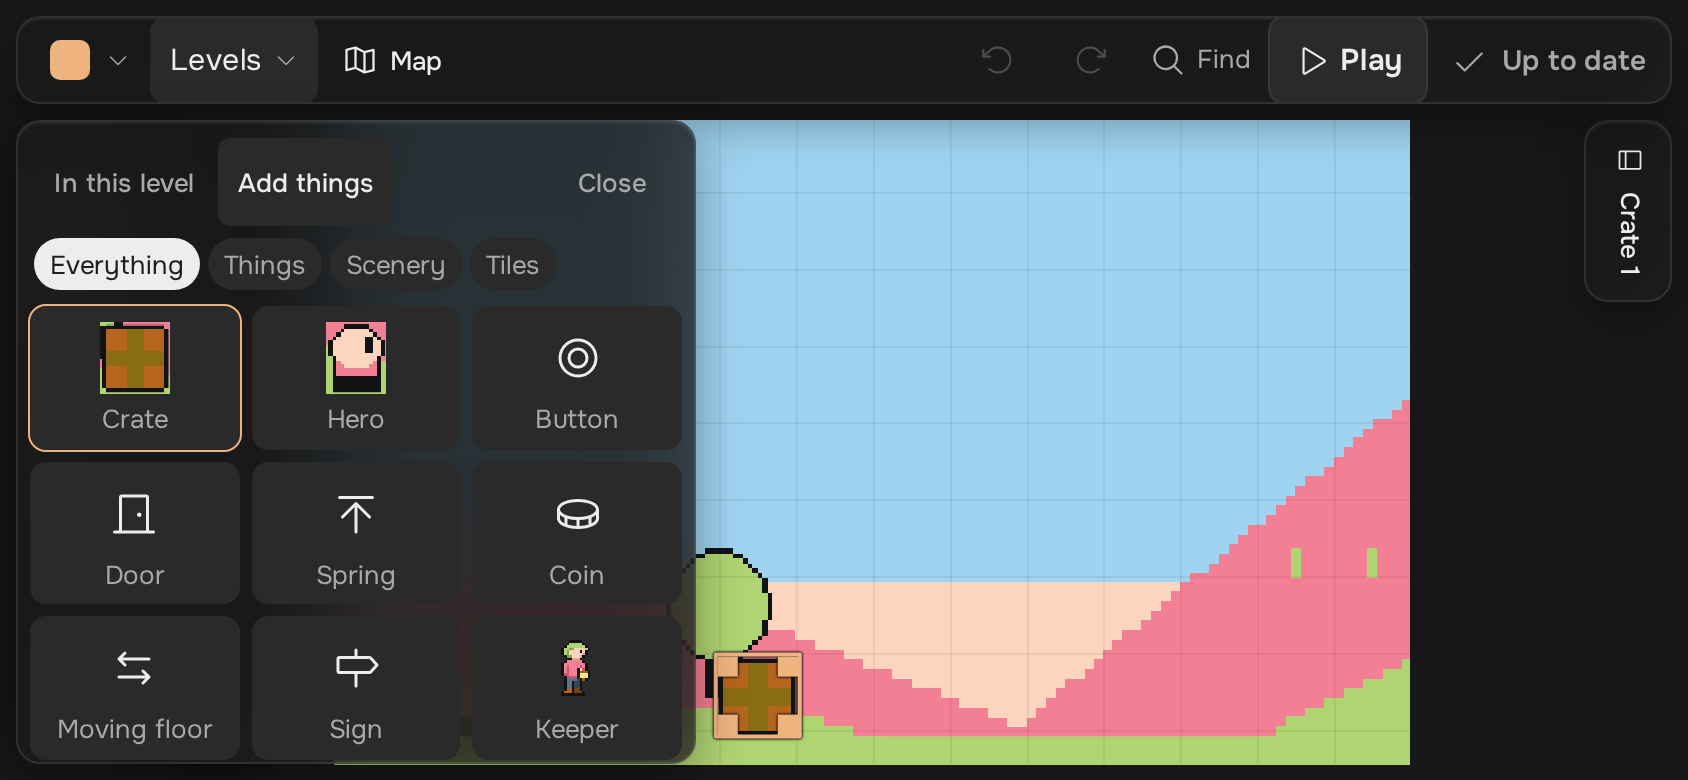 Levels
Map
Find
Play
Up to date
In this level
Add things
Close
Everything
Things
Scenery
Tiles
Crate
Hero
Button
Door
Spring
Coin
Moving floor
Sign
Keeper
Crate 1